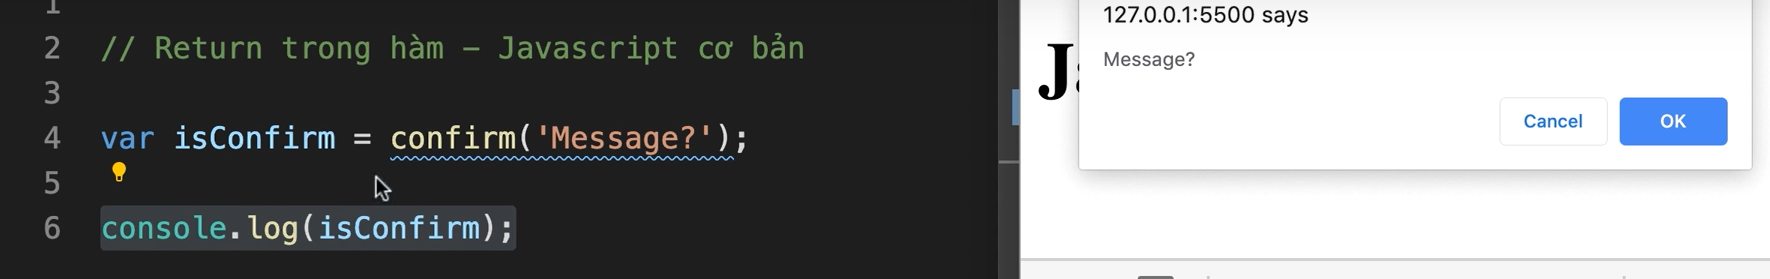 1
2 // Return trong hàm - Javascript cơ bản
3
4 var isConfirm = confirm('Message?');
5
6 console.log(isConfirm);
127.0.0.1:5500 says
Message?
Cancel OK